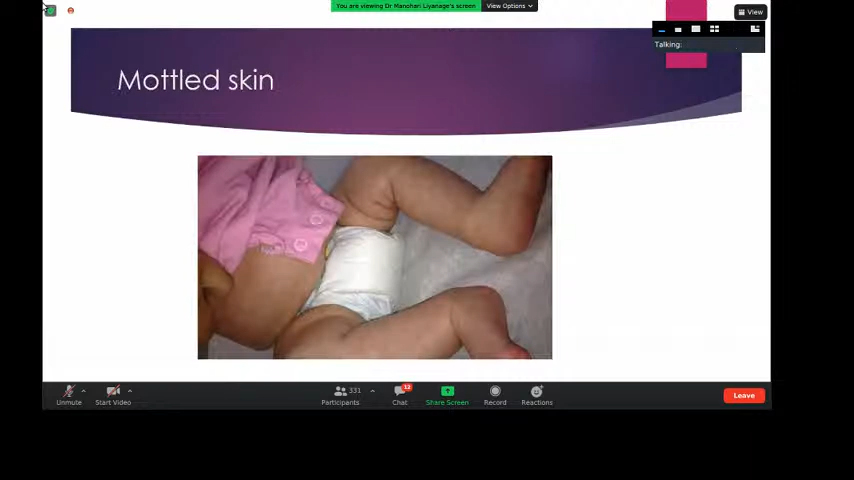 You are viewing Dr Manohari Liyanage's screen
View Options
View
Talking:
Mottled skin
Unmute
Start Video
331
Participants
12
Chat
Share Screen
Record
Reactions
Leave